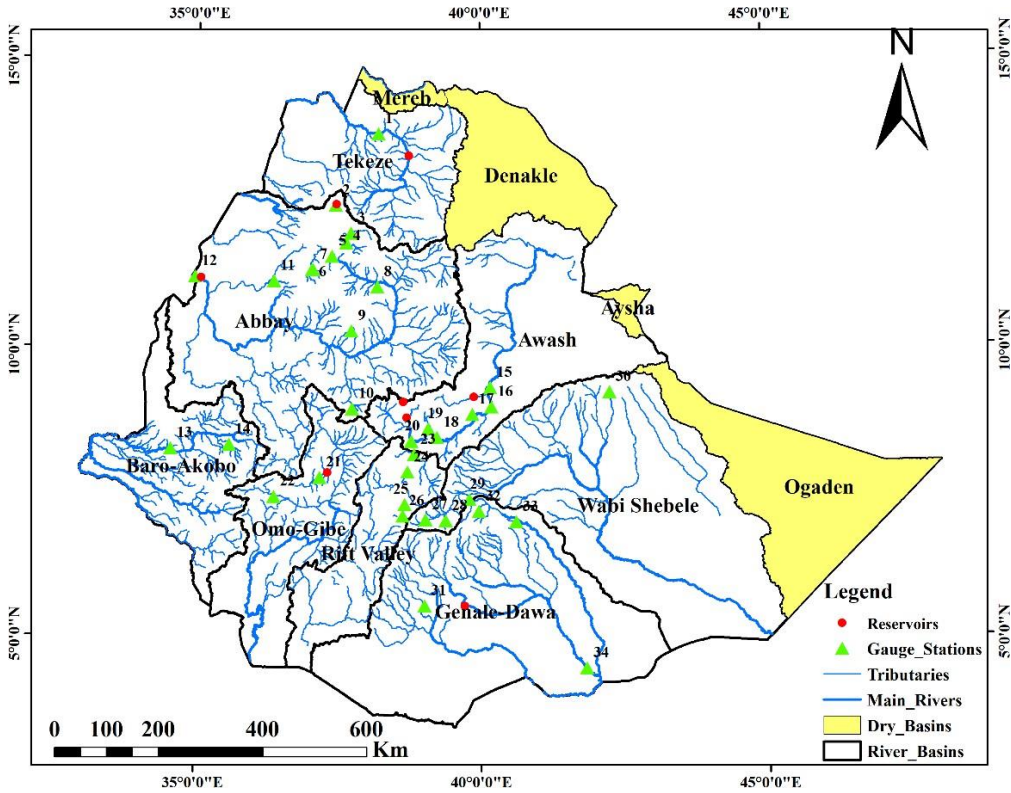 35°0'0"E 40°0'0"E 45°0'0"E
15°0'0"N
15°0'0"N
N
Mereb
1
Tekeze
Denakle
2
4
5
7
6
8
12
11
Aysha
Abbay
9
Awash
10°0'0"N
10°0'0"N
15
16
17
30
10
20
19
18
23
24
13
14
Baro-Akobo
21
22
25
26
27
28
29
32
33
Wabi Shebele
Ogaden
Omo-Gibe
Rift Valley
31
Genale-Dawa
34
5°0'0"N
5°0'0"N
Legend
Reservoirs
Gauge_Stations
Tributaries
Main_Rivers
Dry_Basins
River_Basins
0 50 100 200 400 600
Km
35°0'0"E 40°0'0"E 45°0'0"E